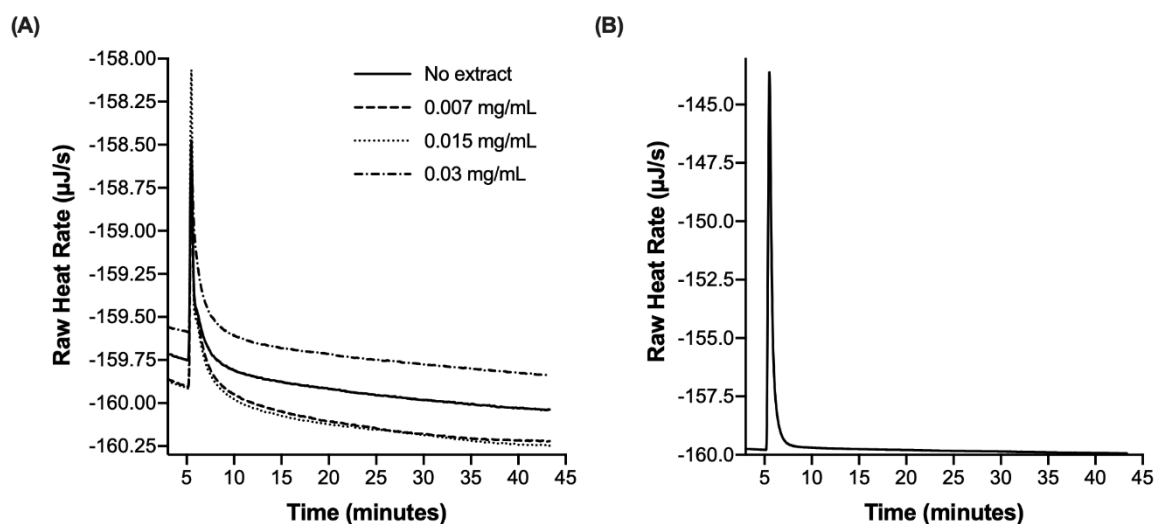 (A)
Raw Heat Rate (µJ/s)
-158.00
-158.25
-158.50
-158.75
-159.00
-159.25
-159.50
-159.75
-160.00
-160.25
No extract
0.007 mg/mL
0.015 mg/mL
0.03 mg/mL
5 10 15 20 25 30 35 40 45
Time (minutes)
(B)
Raw Heat Rate (µJ/s)
-145.0
-147.5
-150.0
-152.5
-155.0
-157.5
-160.0
5 10 15 20 25 30 35 40 45
Time (minutes)